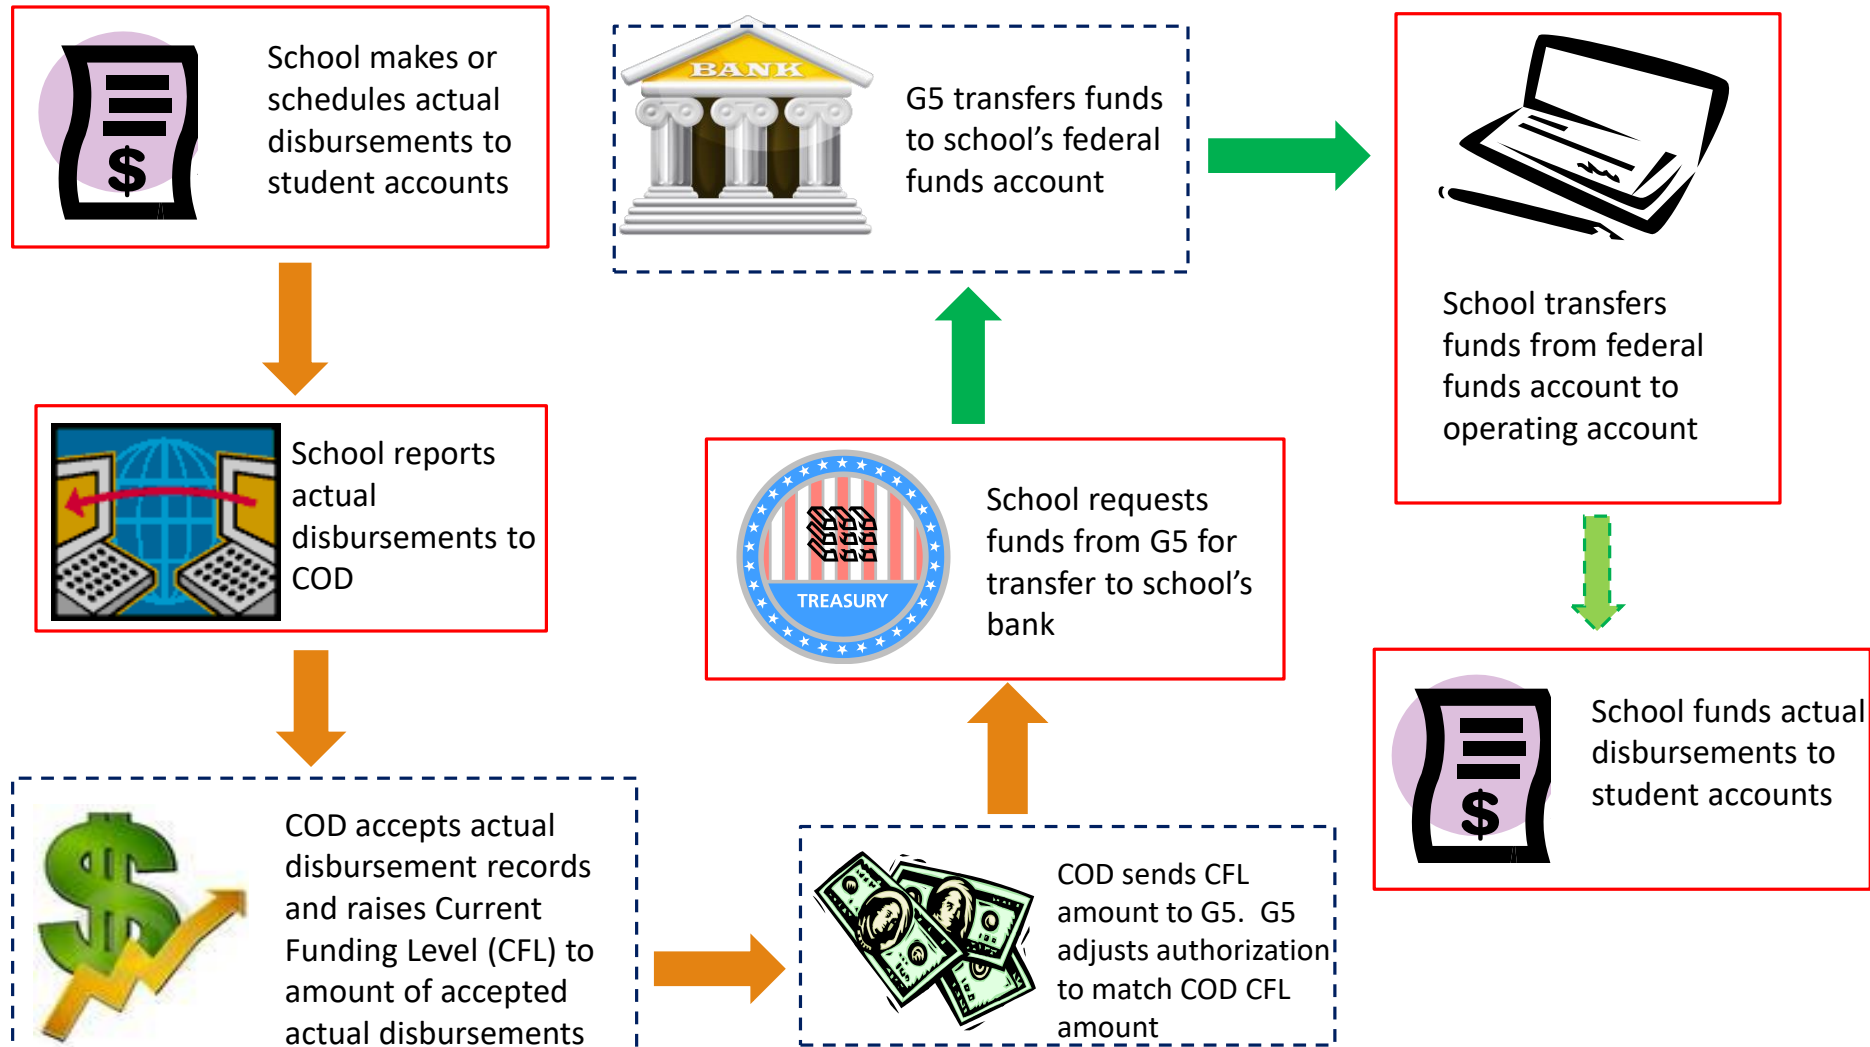 School makes or
schedules actual
disbursements to
student accounts
$
School reports
actual
disbursements to
COD
$
COD accepts actual
disbursement records
and raises Current
Funding Level (CFL) to
amount of accepted
actual disbursements
COD sends CFL
amount to G5.  G5
adjusts authorization
to match COD CFL
amount
TREASURY
School requests
funds from G5 for
transfer to school’s
bank
BANK
G5 transfers funds
to school’s federal
funds account
School transfers
funds from federal
funds account to
operating account
$
School funds actual
disbursements to
student accounts